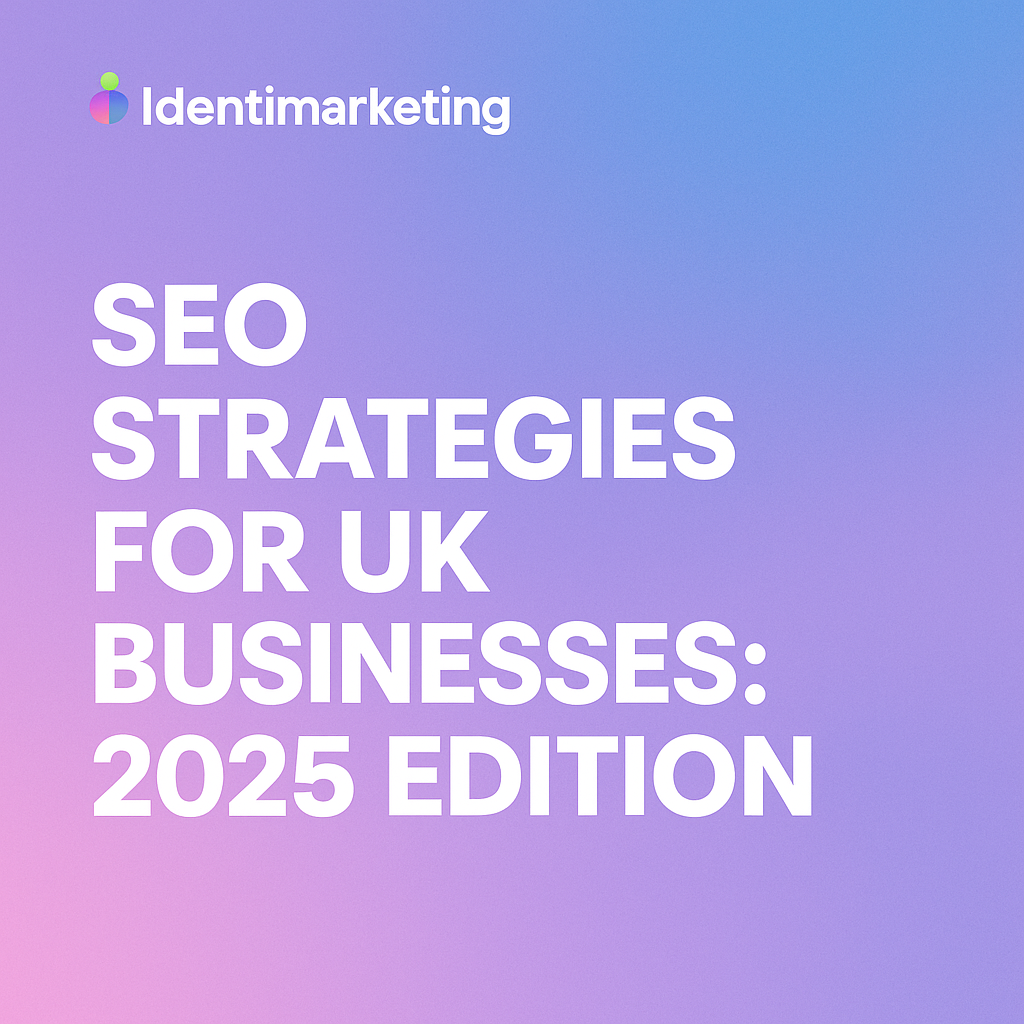 Identimarketing
SEO
STRATEGIES
FOR UK
BUSINESSES:
2025 EDITION